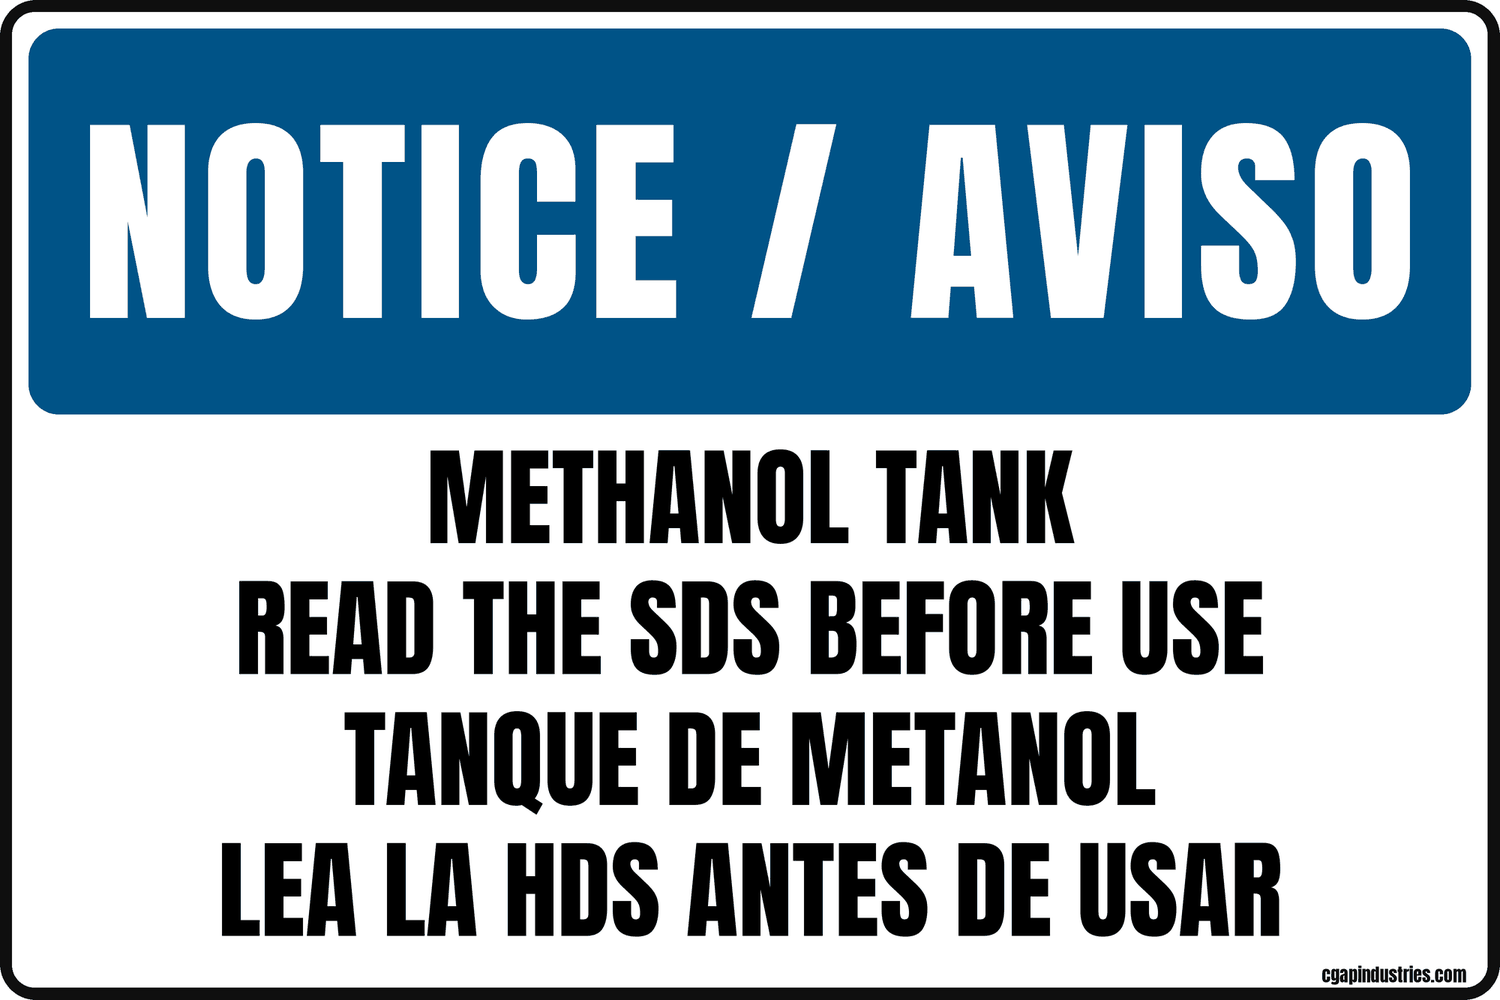 NOTICE / AVISO
METHANOL TANK
READ THE SDS BEFORE USE
TANQUE DE METANOL
LEA LA HDS ANTES DE USAR
cgapindustries.com